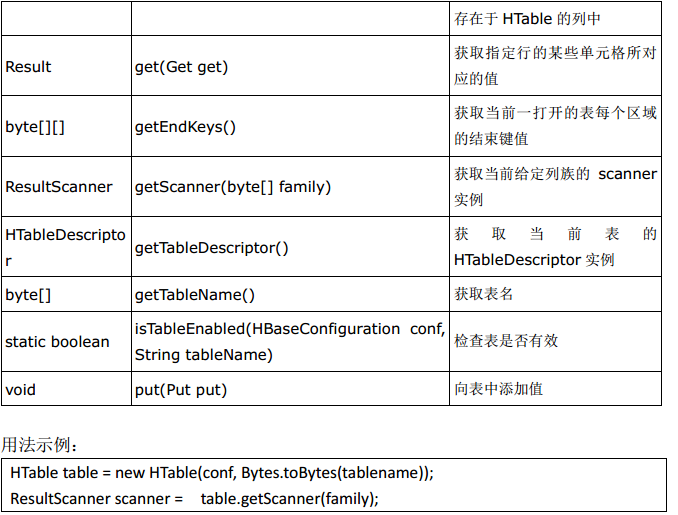 存在于 HTable 的列中
Result get(Get get) 获取指定行的某些单元格所对
应的值
byte[][] getEndKeys() 获取当前一打开的表每个区域
的结束键值
ResultScanner getScanner(byte[] family) 获取当前给定列族的 scanner
实例
HTableDescripto
r getTableDescriptor() 获取当前表的
HTableDescriptor 实例
byte[] getTableName() 获取表名
static boolean isTableEnabled(HBaseConfiguration conf,
String tableName) 检查表是否有效
void put(Put put) 向表中添加值
用法示例：
HTable table = new HTable(conf, Bytes.toBytes(tablename));
ResultScanner scanner = table.getScanner(family);